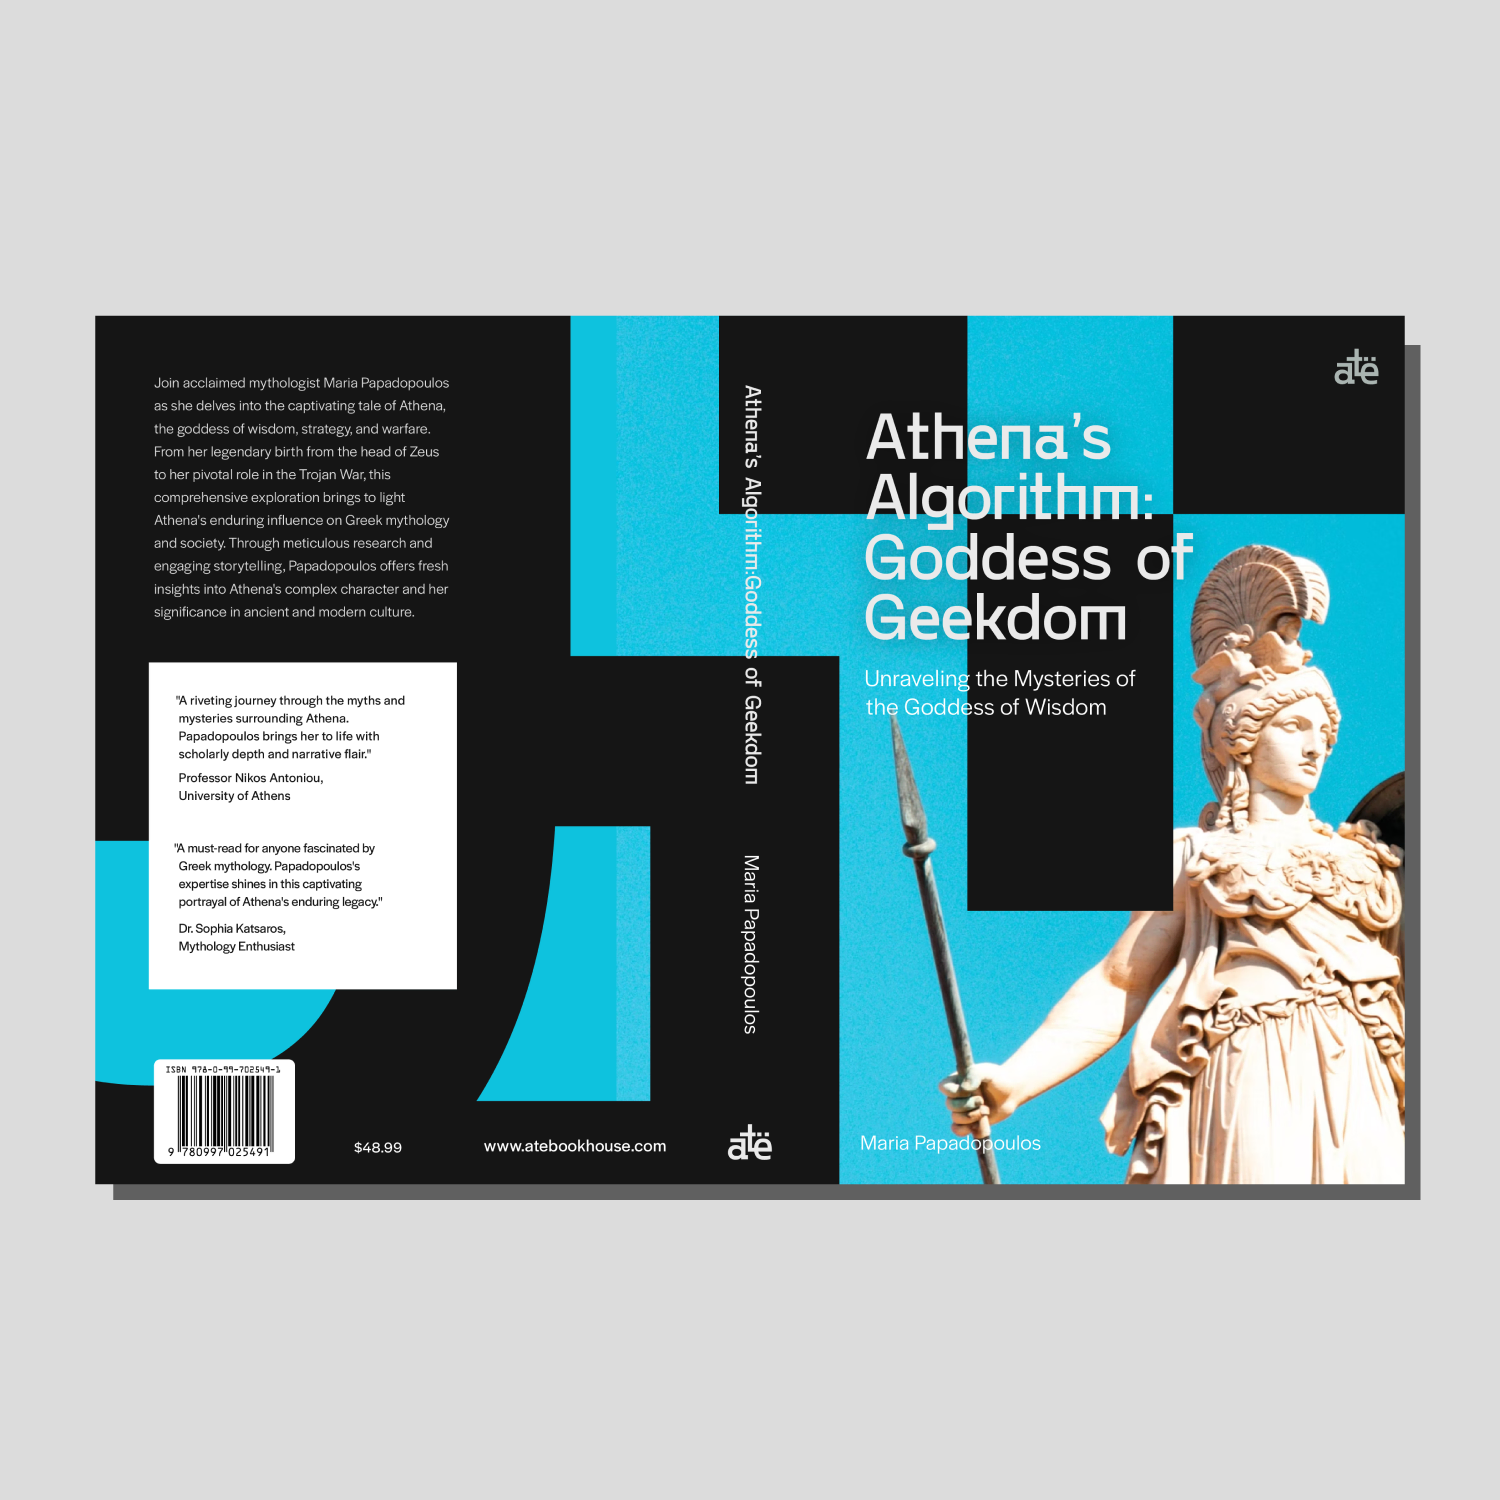 Join acclaimed mythologist Maria Papadopoulos
as she delves into the captivating tale of Athena,
the goddess of wisdom, strategy, and warfare.
From her legendary birth from the head of Zeus
to her pivotal role in the Trojan War, this
comprehensive exploration brings to light
Athena's enduring influence on Greek mythology
and society. Through meticulous research and
engaging storytelling, Papadopoulos offers fresh
insights into Athena's complex character and her
significance in ancient and modern culture.
"A riveting journey through the myths and
mysteries surrounding Athena.
Papadopoulos brings her to life with
scholarly depth and narrative flair."
Professor Nikos Antoniou,
University of Athens
"A must-read for anyone fascinated by
Greek mythology. Papadopoulos's
expertise shines in this captivating
portrayal of Athena's enduring legacy."
Dr. Sophia Katsaros,
Mythology Enthusiast
ISBN 978-0-99-702549-1
9 780997 025491
$48.99
www.atebookhouse.com
Athena's Algorithm:Goddess of Geekdom
Maria Papadopoulos
atë
atë
Athena’s
Algorithm:
Goddess of
Geekdom
Unraveling the Mysteries of
the Goddess of Wisdom
Maria Papadopoulos